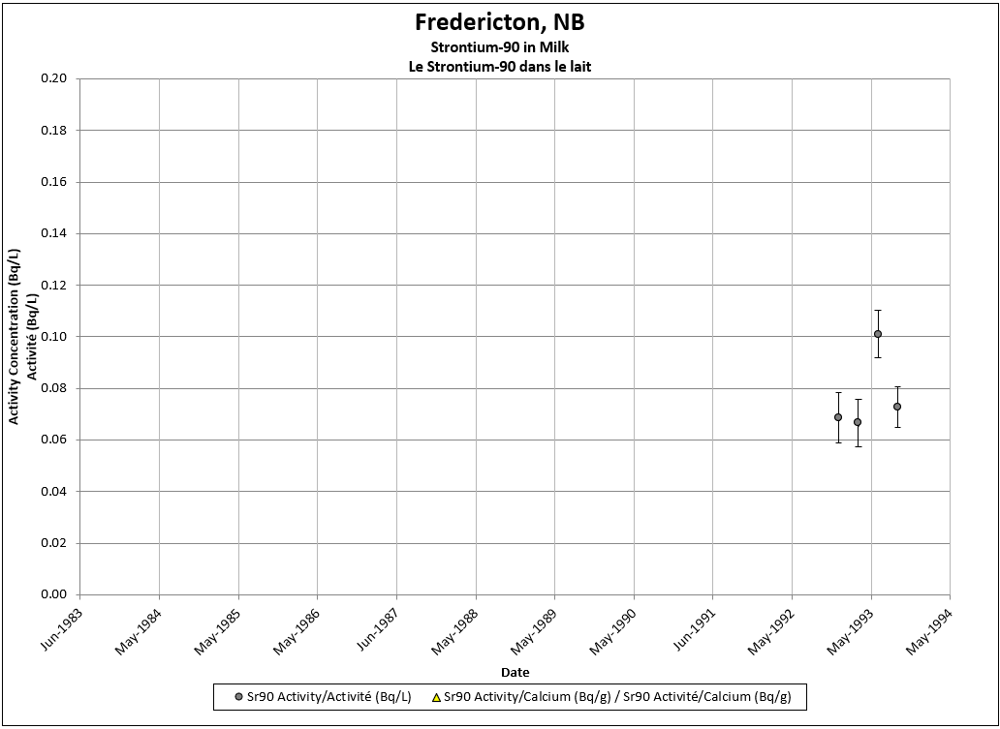 Fredericton, NB
Strontium-90 in Milk
Le Strontium-90 dans le lait
Activity Concentration (Bq/L)
Activité (Bq/L)
0.20
0.18
0.16
0.14
0.12
0.10
0.08
0.06
0.04
0.02
0.00
Jun-1983
May-1984
May-1985
May-1986
Jun-1987
May-1988
May-1989
May-1990
Jun-1991
May-1992
May-1993
May-1994
Date
Sr90 Activity/Activité (Bq/L) Sr90 Activity/Calcium (Bq/g) / Sr90 Activité/Calcium (Bq/g)